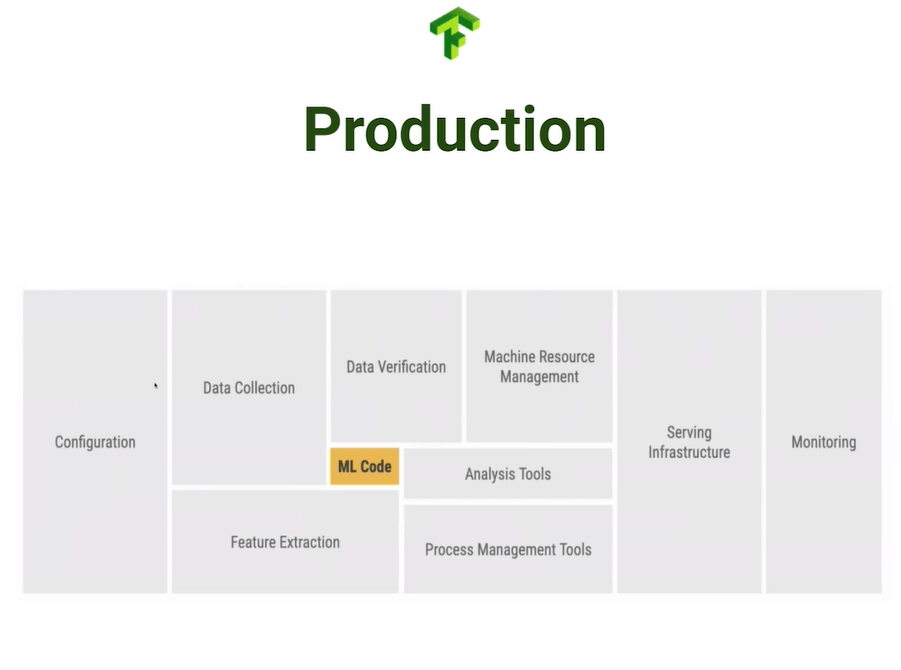 Production
Configuration
Data Collection
Data Verification
Machine Resource
Management
ML Code
Analysis Tools
Feature Extraction
Process Management Tools
Serving
Infrastructure
Monitoring